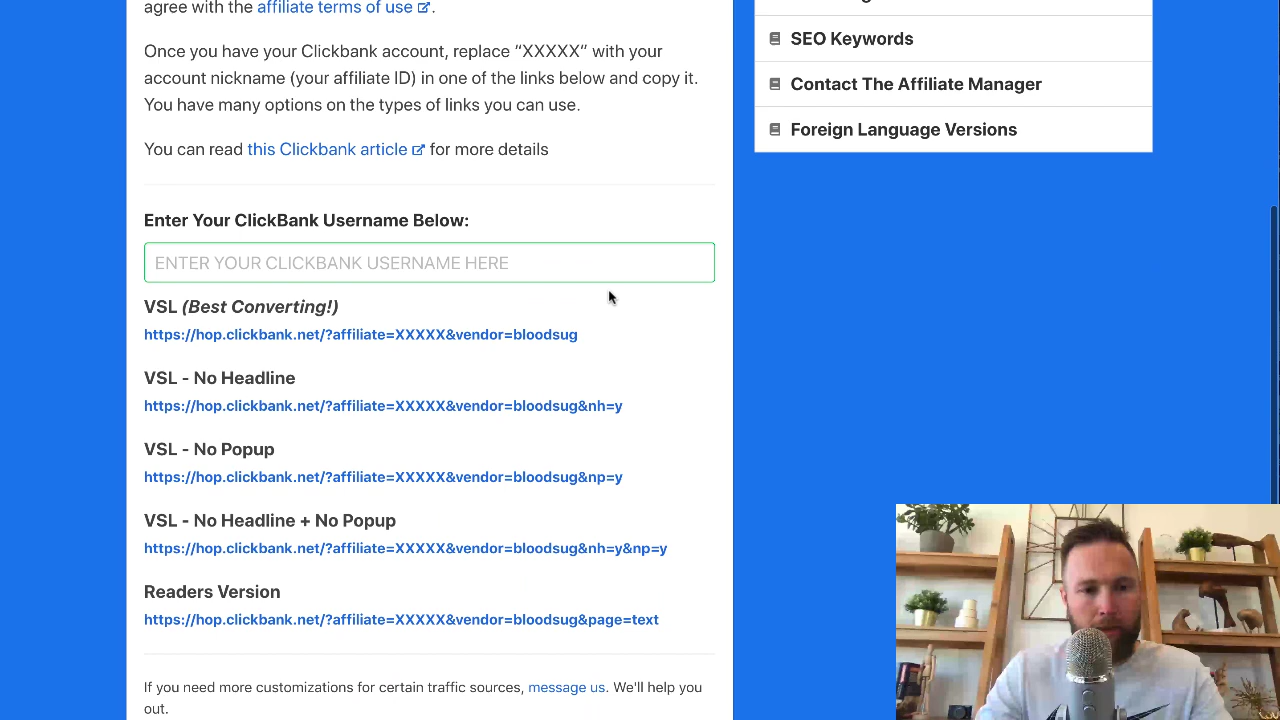 agree with the affiliate terms of use.
Once you have your Clickbank account, replace “XXXXX” with your
account nickname (your affiliate ID) in one of the links below and copy it.
You have many options on the types of links you can use.
You can read this Clickbank article for more details
Enter Your ClickBank Username Below:
ENTER YOUR CLICKBANK USERNAME HERE
VSL (Best Converting!)
https://hop.clickbank.net/?affiliate=XXXXX&vendor=bloodsug
VSL - No Headline
https://hop.clickbank.net/?affiliate=XXXXX&vendor=bloodsug&nh=y
VSL - No Popup
https://hop.clickbank.net/?affiliate=XXXXX&vendor=bloodsug&np=y
VSL - No Headline + No Popup
https://hop.clickbank.net/?affiliate=XXXXX&vendor=bloodsug&nh=y&np=y
Readers Version
https://hop.clickbank.net/?affiliate=XXXXX&vendor=bloodsug&page=text
If you need more customizations for certain traffic sources, message us. We'll help you
out.
SEO Keywords
Contact The Affiliate Manager
Foreign Language Versions